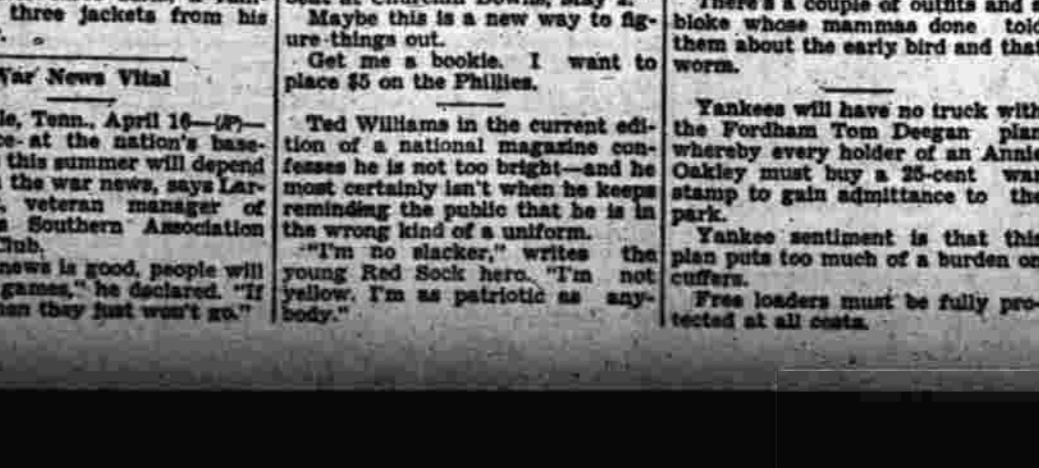 three jackets from his
War News Vital
le, Tenn., April 16—(AP)—
ce at the nation's base-
this summer will depend
the war news, says Lar-
veteran manager of
Southern Association
Club.
news is good, people will
games," he declared. "If
they just won't go."
Maybe this is a new way to fig-
ure things out.
Get me a bookie. I want to
place $5 on the Phillies.
Ted Williams in the current edi-
tion of a national magazine con-
fesses he is not too bright—and he
most certainly isn't when he keeps
reminding the public that he is in
the wrong kind of a uniform.
"I'm no slacker," writes the
young Red Sock hero. "I'm not
yellow. I'm as patriotic as any-
body."
There's a couple of outfits and a
bloke whose mammas done told
them about the early bird and that
worm.
Yankees will have no truck with
the Fordham Tom Deegan plan
whereby every holder of an Annie
Oakley must buy a 25-cent war
stamp to gain admittance to the
park.
Yankee sentiment is that this
plan puts too much of a burden on
cuffers.
Free loaders must be fully pro-
tected at all costs.